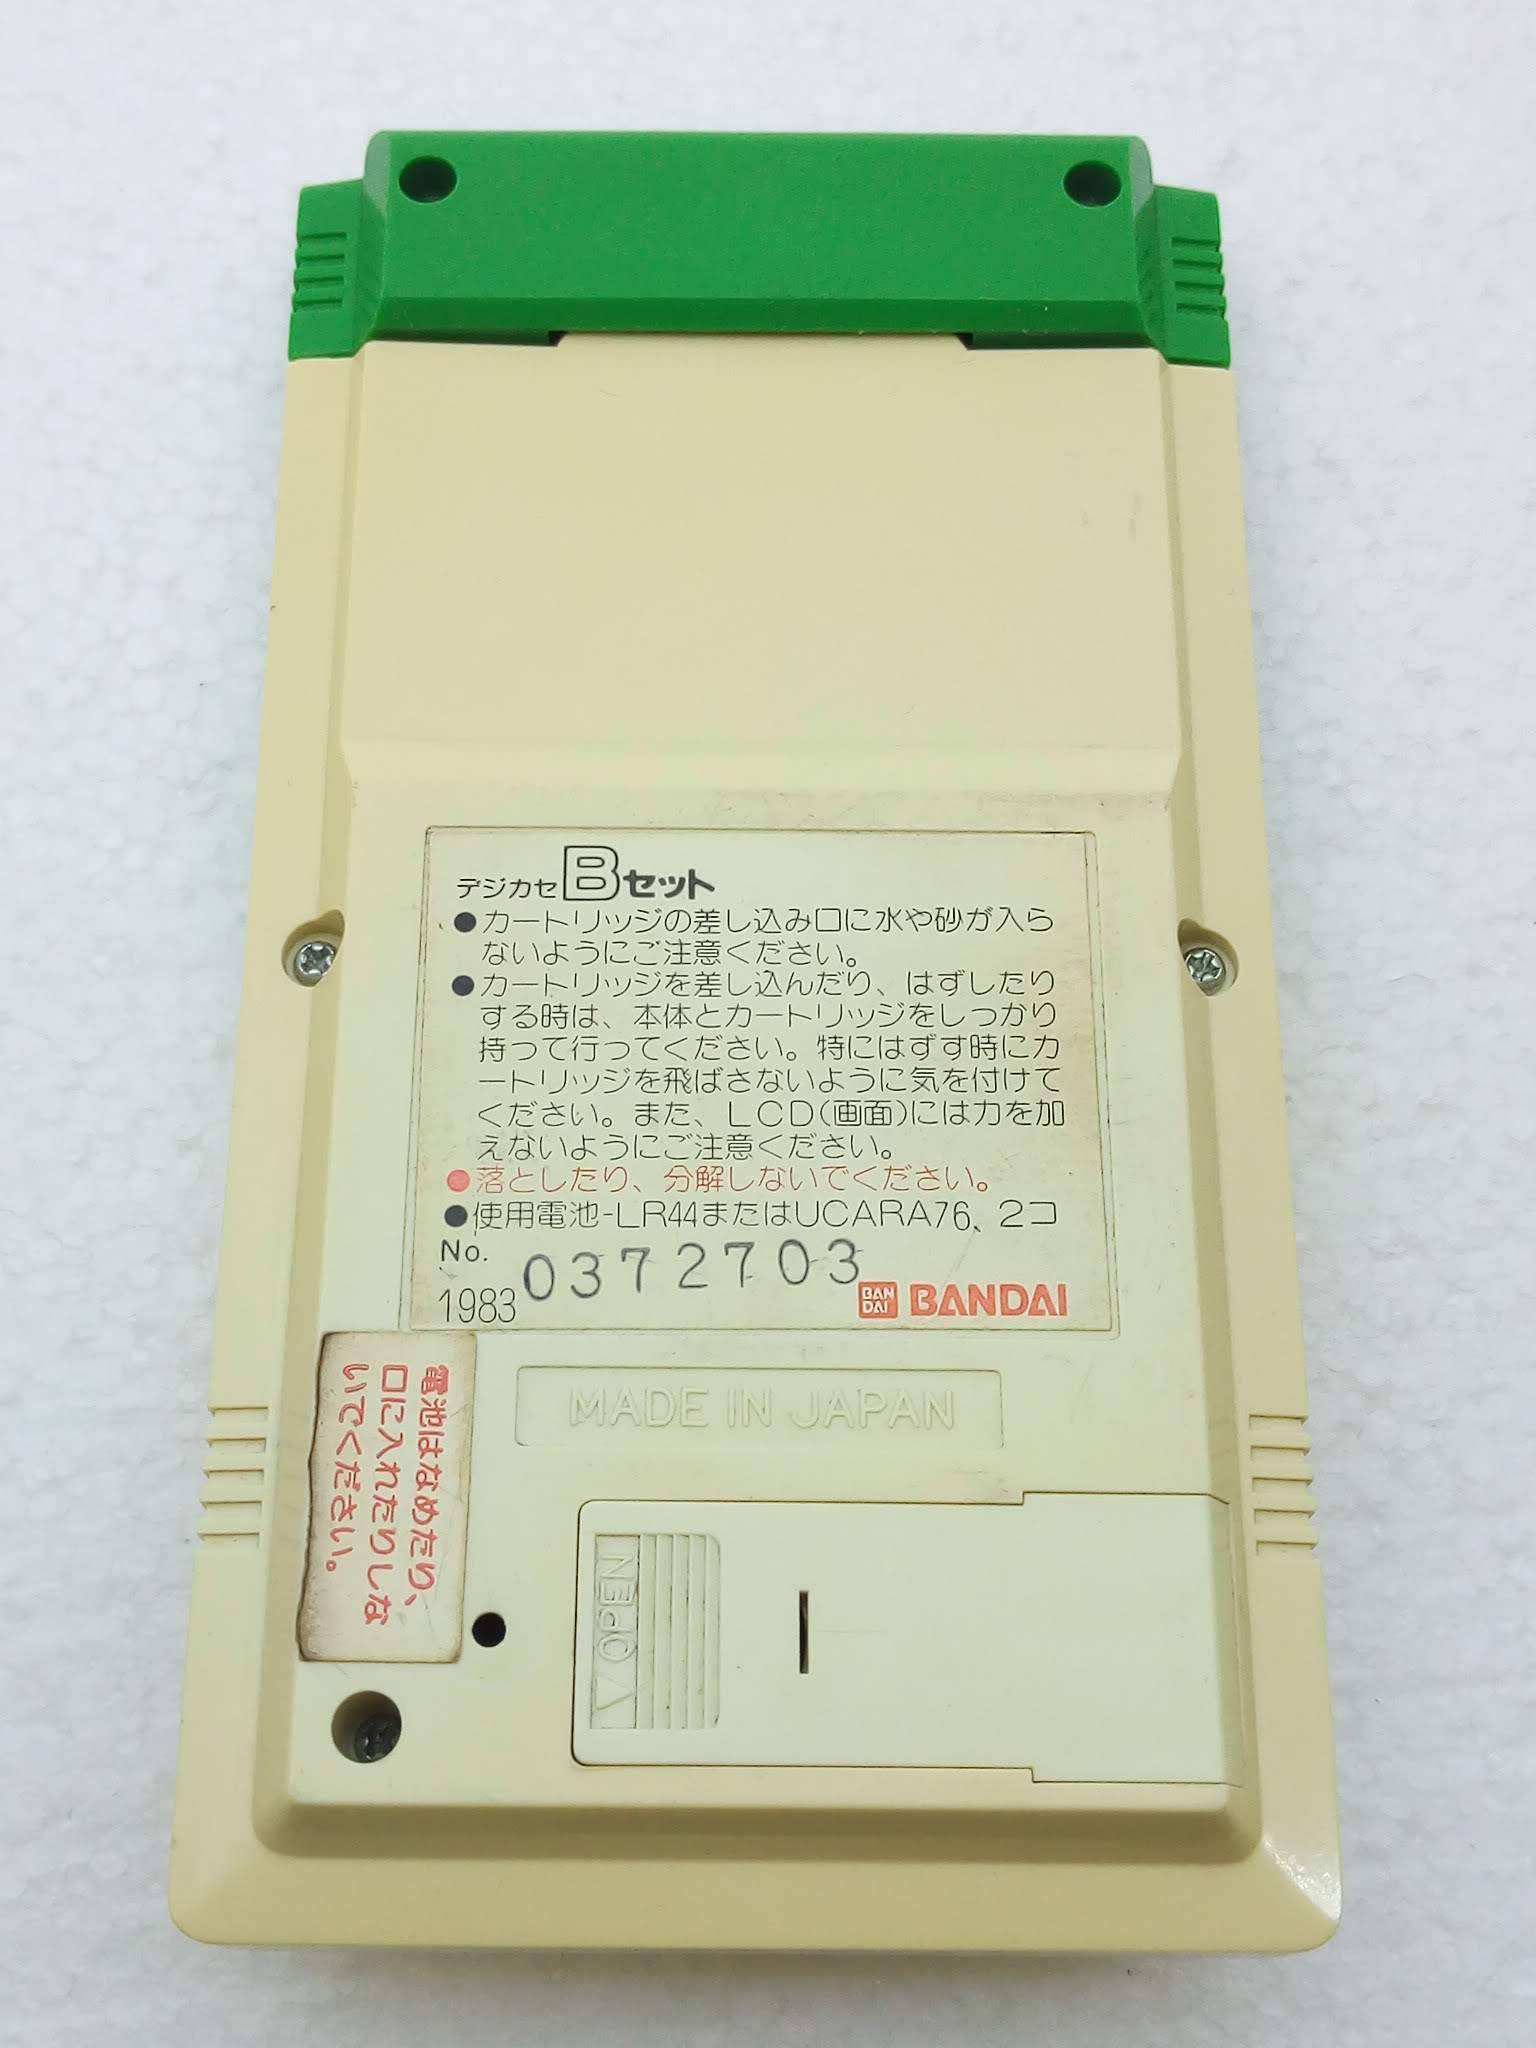 デジカセBセット
●カートリッジの差し込み口に水や砂が入ら
ないようにご注意ください。
●カートリッジを差し込んだり、はずしたり
する時は、本体とカートリッジをしっかり
持って行ってください。特にはずす時にカ
ートリッジを飛ばさないように気を付けて
ください。また、LCD(画面)には力を加
えないようにご注意ください。
●落としたり、分解しないでください。
●使用電池-LR44またはUCARA76、2コ
No.
0372703
1983
BAN
DAI
BANDAI
MADE IN JAPAN
電池はなめたり、
口に入れたりしな
いでください。
▽OPEN